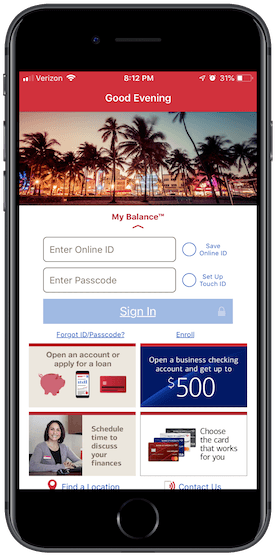 Verizon 8:12 PM 31%
Good Evening
My Balance™
Enter Online ID
Save
Online ID
Enter Passcode
Set Up
Touch ID
Sign In
Forgot ID/Passcode? Enroll
Open an account or
apply for a loan
Open a business checking
account and get up to
$500
Schedule
time to
discuss
your
finances
Choose
the card
that works
for you
Find a Location Contact Us